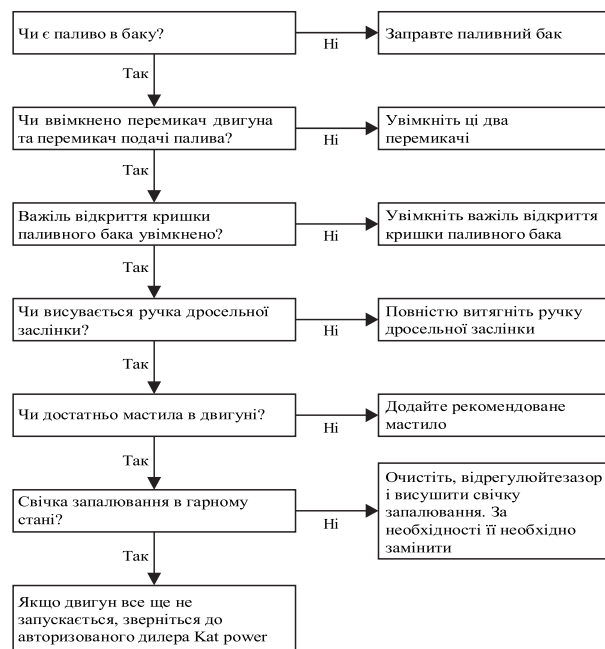 Чи є паливо в баку?
Ні
Заправте паливний бак
Так
Чи ввімкнено перемикач двигуна
та перемикач подачі палива?
Ні
Увімкніть ці два
перемикачі
Так
Важіль відкриття кришки
паливного бака увімкнено?
Ні
Увімкніть важіль відкриття
кришки паливного бака
Так
Чи висувається ручка дросельної
заслінки?
Ні
Повністю витягніть ручку
дросельної заслінки
Так
Чи достатньо мастила в двигуні?
Ні
Додайте рекомендоване
мастило
Так
Свічка запалювання в гарному
стані?
Ні
Очистіть, відрегулюйтезазор
і висушити свічку
запалювання. За
необхідності її необхідно
замінити
Так
Якщо двигун все ще не
запускається, зверніться до
авторизованого дилера Kat power